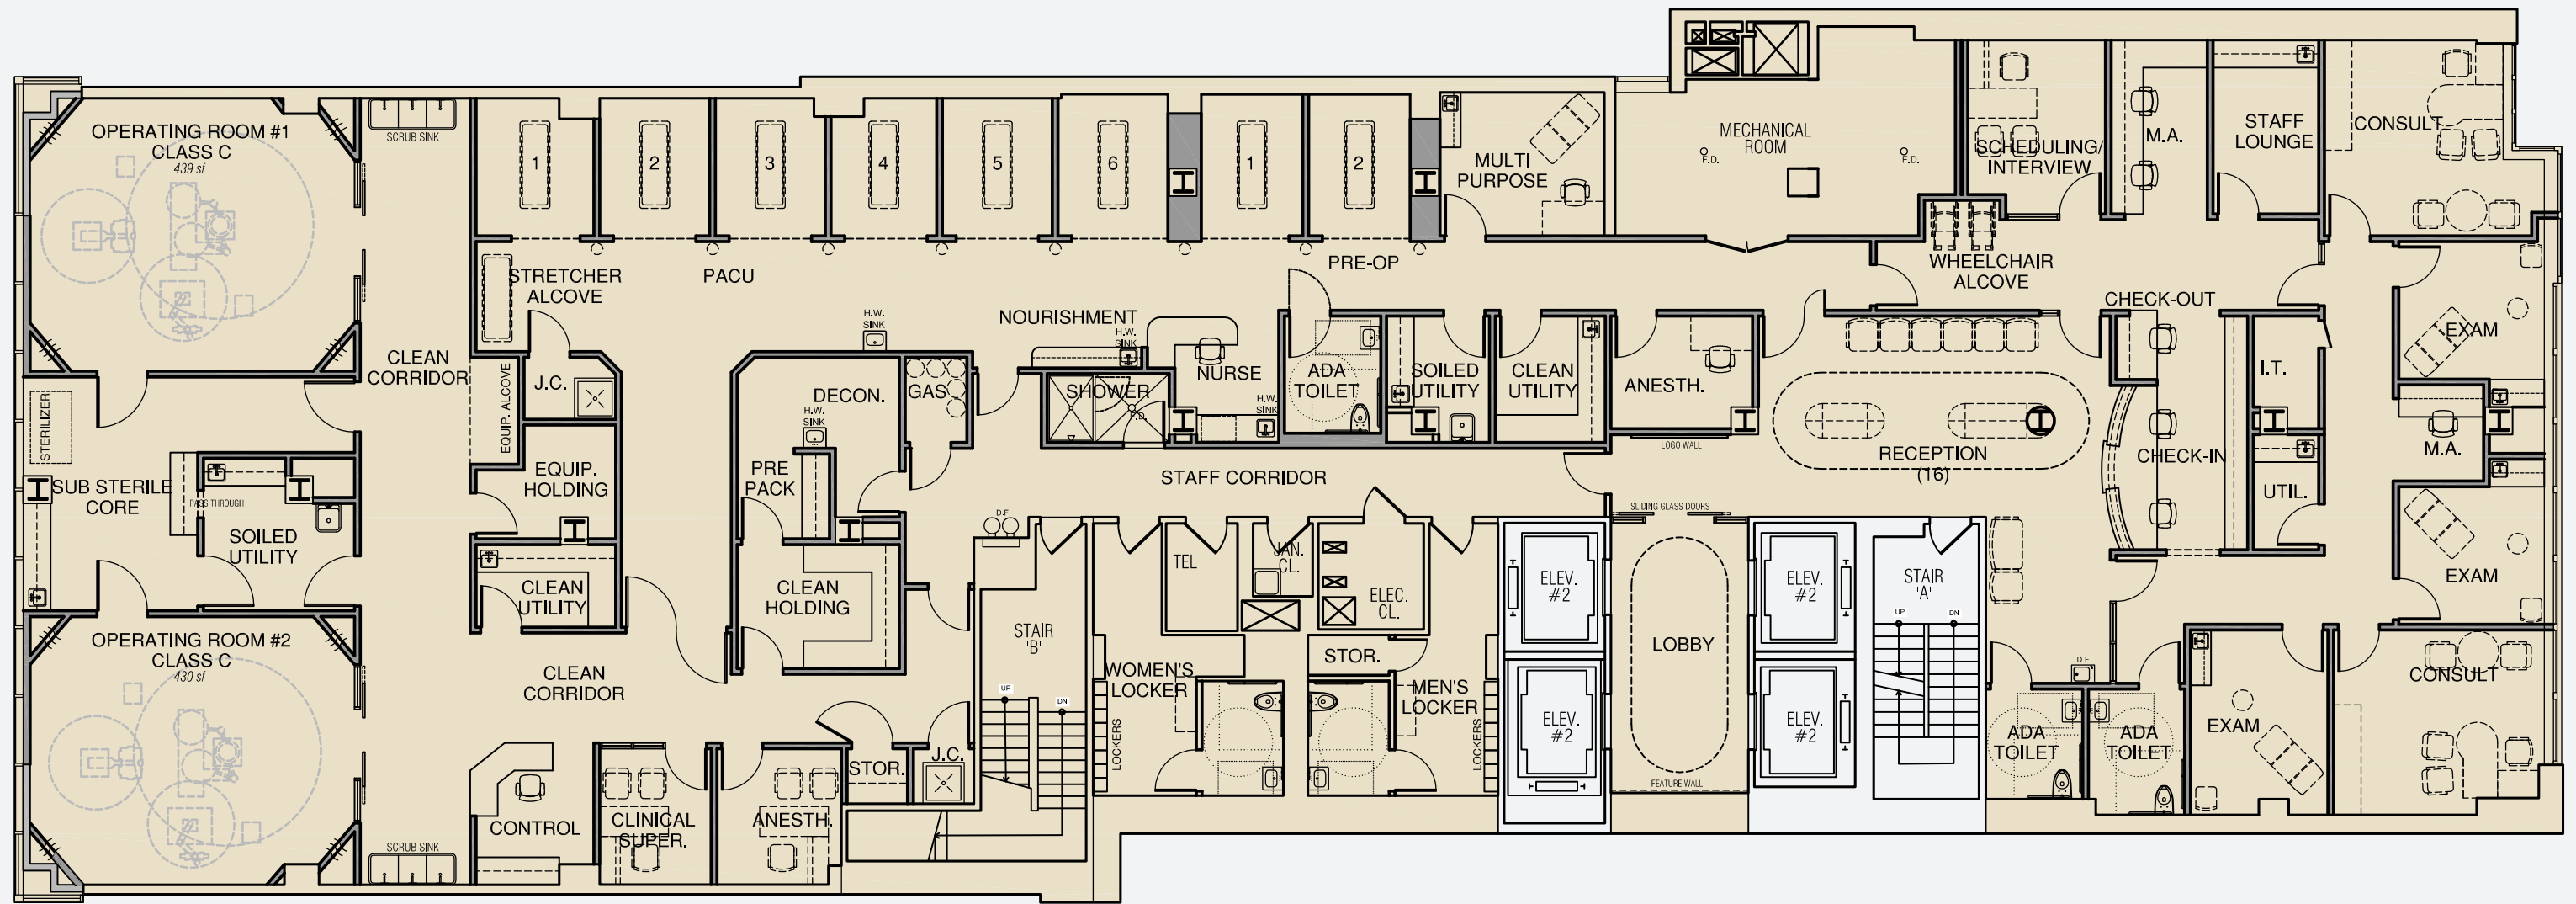 OPERATING ROOM #1
CLASS C
439 sf
SCRUB SINK
1
2
3
4
5
6
1
2
MULTI
PURPOSE
MECHANICAL
ROOM
F.D.
F.D.
SCHEDULING/
INTERVIEW
M.A.
STAFF
LOUNGE
CONSULT
STRETCHER
ALCOVE
PACU
PRE-OP
WHEELCHAIR
ALCOVE
CHECK-OUT
NOURISHMENT
H.W.
SINK
H.W.
SINK
CLEAN
CORRIDOR
EQUIP. ALCOVE
J.C.
DECON.
H.W.
SINK
GAS
SHOWER
F.D.
NURSE
H.W.
SINK
ADA
TOILET
SOILED
UTILITY
CLEAN
UTILITY
ANESTH.
LOGO WALL
RECEPTION
(16)
CHECK-IN
I.T.
EXAM
M.A.
STERILIZER
SUB STERILE
CORE
PASS THROUGH
SOILED
UTILITY
EQUIP.
HOLDING
PRE
PACK
STAFF CORRIDOR
SLIDING GLASS DOORS
UTIL.
D.F.
CLEAN
UTILITY
CLEAN
HOLDING
TEL
JAN.
CL.
ELEC.
CL.
ELEV.
#2
ELEV.
#2
STAIR
'A'
UP
DN
EXAM
OPERATING ROOM #2
CLASS C
430 sf
CLEAN
CORRIDOR
STAIR
'B'
UP
DN
WOMEN'S
LOCKER
LOCKERS
STOR.
MEN'S
LOCKER
LOCKERS
LOBBY
D.F.
CONSULT
ELEV.
#2
ELEV.
#2
FEATURE WALL
ADA
TOILET
ADA
TOILET
EXAM
SCRUB SINK
CONTROL
CLINICAL
SUPER.
ANESTH.
STOR.
J.C.